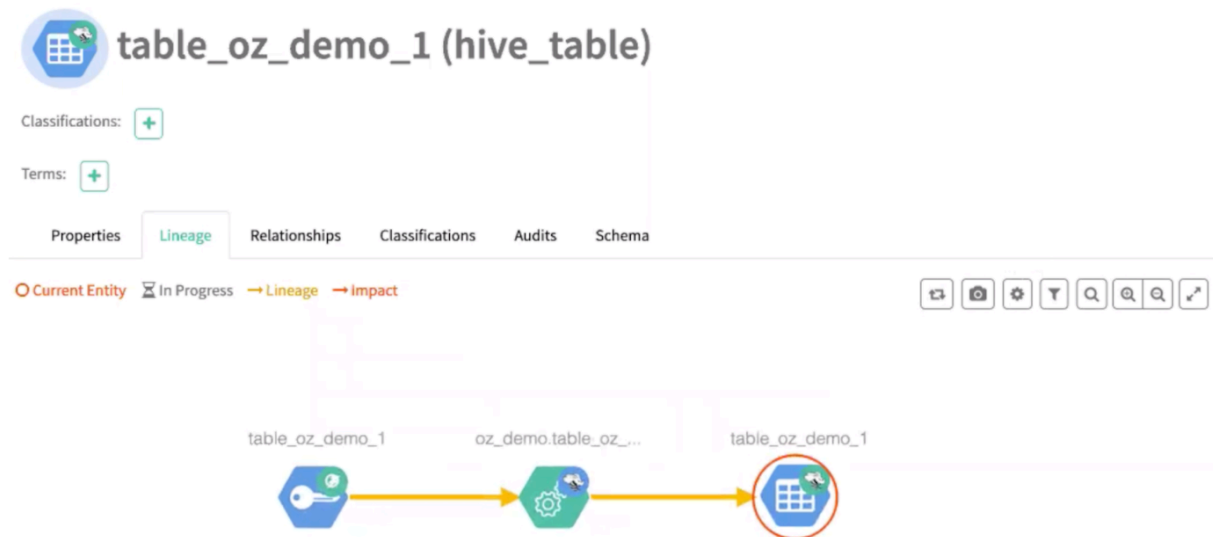 table_oz_demo_1 (hive_table)
Classifications:
Terms:
Properties Lineage Relationships Classifications Audits Schema
Current Entity In Progress Lineage Impact
table_oz_demo_1 oz_demo.table_oz_... table_oz_demo_1